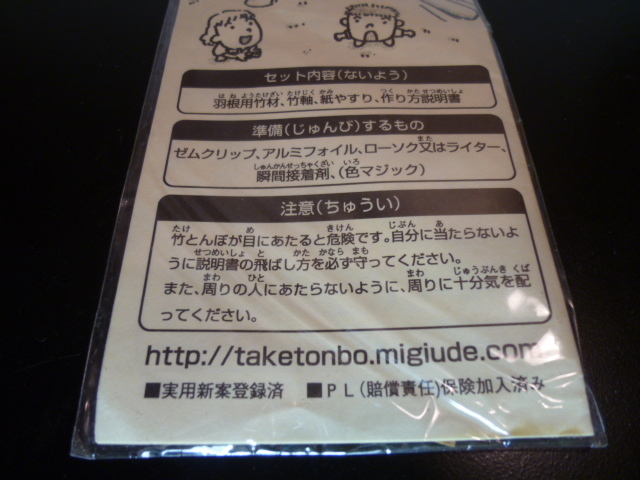 セット内容(ないよう)
羽根用竹材、竹軸、紙やすり、作り方説明書
準備(じゅんび)するもの
ゼムクリップ、アルミフォイル、ローソク又はライター、
瞬間接着剤、(色マジック)
注意(ちゅうい)
竹とんぼが目にあたると危険です。自分に当たらないよ
うに説明書の飛ばし方を必ず守ってください。
また、周りの人にあたらないように、周りに十分気を配
ってください。
http://taketonbo.migiude.com
■実用新案登録済 ■PL(賠償責任)保険加入済み